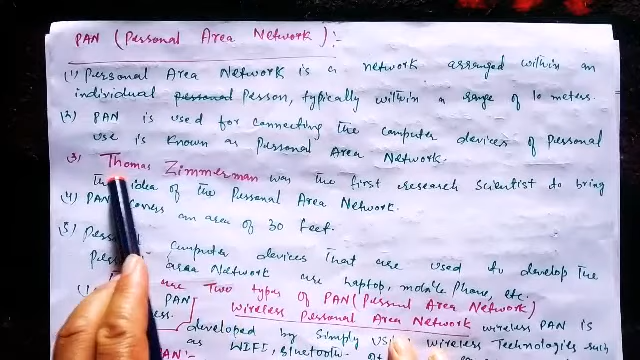 PAN (Personal Area Network) :-
(1) Personal Area Network is a network arranged within an
individual personal Person, typically within a range of 10 meters.
(2) PAN is used for connecting the computer devices of personal
use is known as Personal Area Network.
(3) Thomas Zimmerman was the first research scientist to bring
the idea of the Personal Area Network.
(4) PAN covers an area of 30 feet.
(5) computer devices that are used to develop the
area Network are laptop, mobile phone, etc.
are Two types of PAN (Personal Area Network)
PAN Wireless Personal Area Network wireless PAN is
developed by simply using wireless Technologies such
as WIFI, Bluetooth.
PAN:-